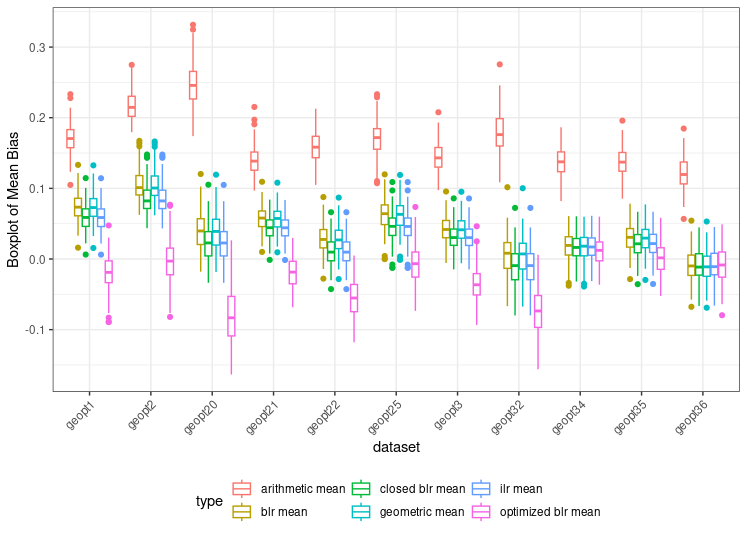 Boxplot of Mean Bias
0.3
0.2
0.1
0.0
-0.1
geopt1 geopt2 geopt20 geopt21 geopt22 geopt25 geopt3 geopt32 geopt34 geopt35 geopt36
dataset
type
arithmetic mean closed blr mean ilr mean
blr mean geometric mean optimized blr mean